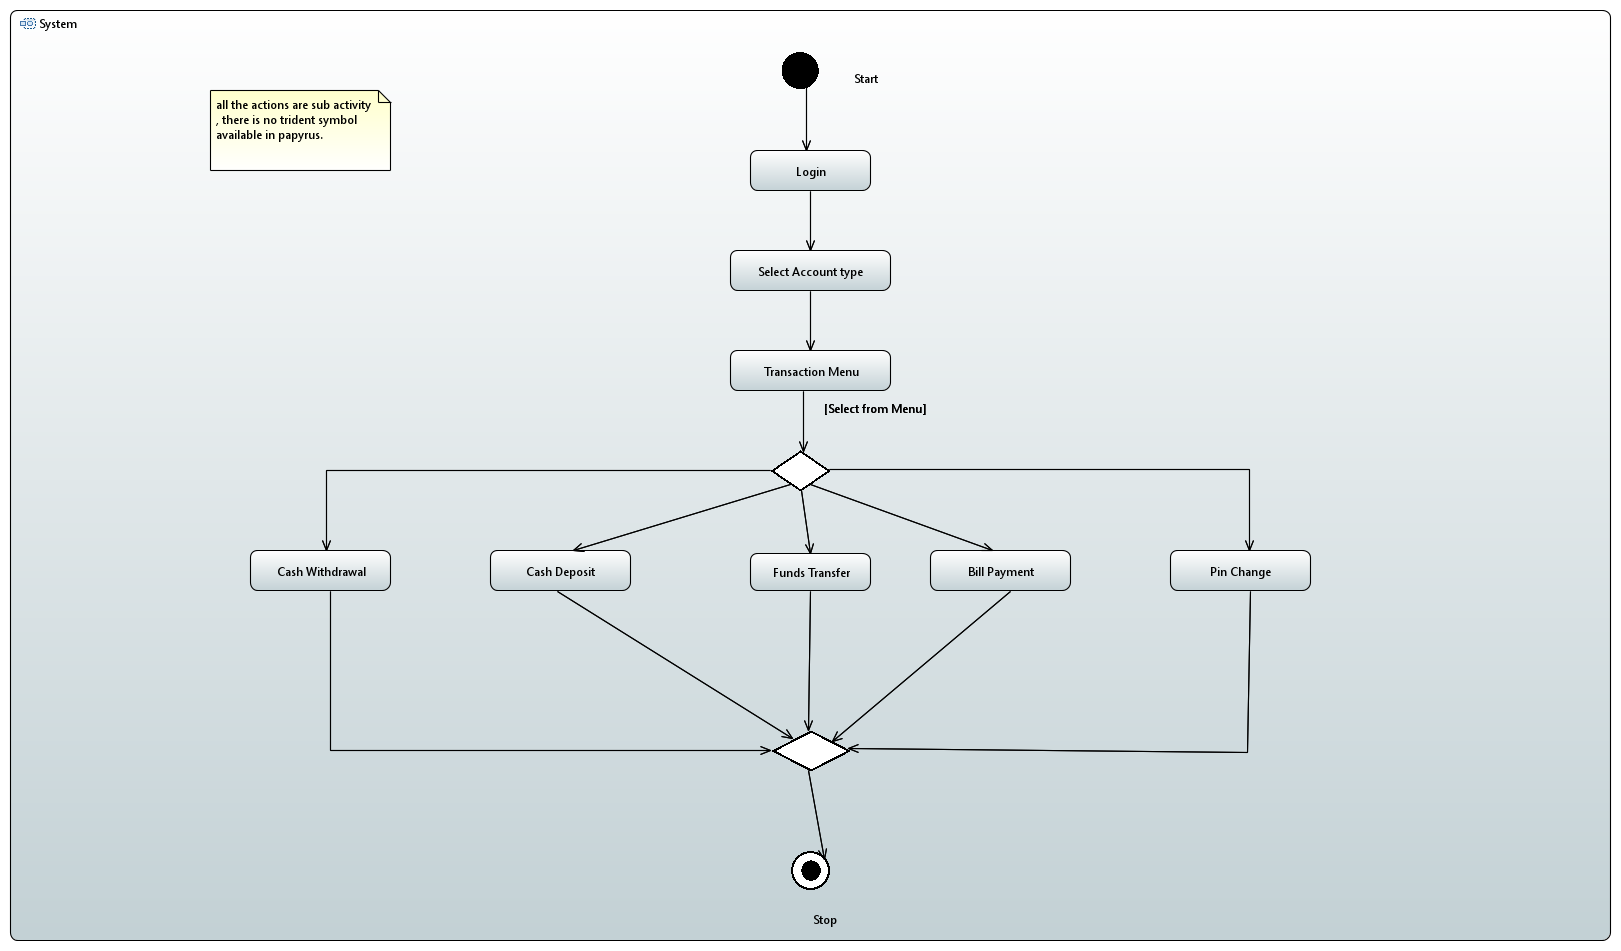 System
Start
all the actions are sub activity
, there is no trident symbol
available in papyrus.
Login
Select Account type
Transaction Menu
[Select from Menu]
Cash Withdrawal
Cash Deposit
Funds Transfer
Bill Payment
Pin Change
Stop